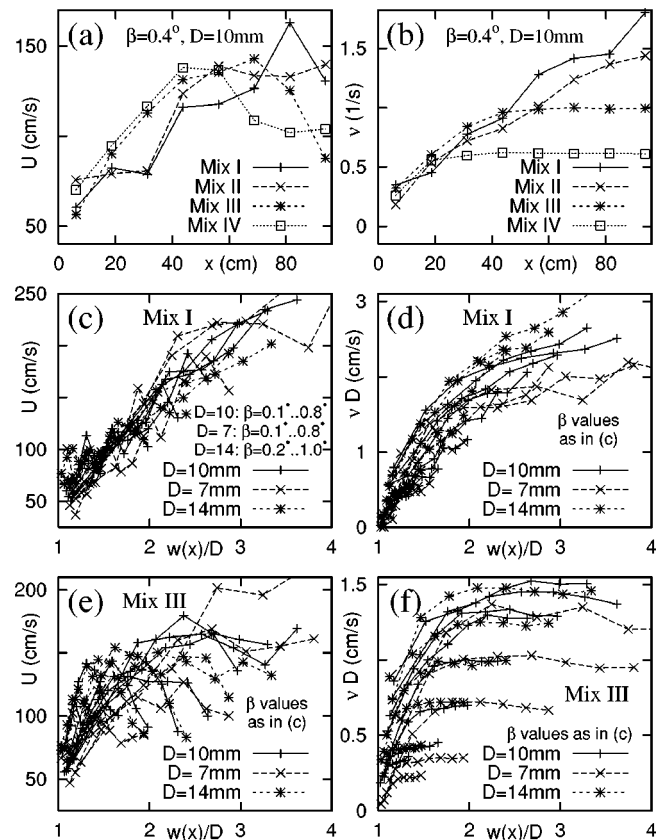 (a) β=0.4°, D=10mm
150
50
U (cm/s)
Mix I
Mix II
Mix III
Mix IV
0 20 40 60 80
x (cm)
(b) β=0.4°, D=10mm
1.5
1
0.5
0
ν (1/s)
Mix I
Mix II
Mix III
Mix IV
0 20 40 60 80
x (cm)
(c) Mix I
250
100
50
U (cm/s)
D=10: β=0.1°..0.8°
D=7: β=0.1°..0.8°
D=14: β=0.2°..1.0°
D=10mm
D= 7mm
D=14mm
1 2 3 4
w(x)/D
(d) Mix I
3
2
1
0
ν D (cm/s)
β values
as in (c)
D=10mm
D= 7mm
D=14mm
1 2 3 4
w(x)/D
(e) Mix III
200
100
50
U (cm/s)
β values
as in (c)
D=10mm
D= 7mm
D=14mm
1 2 3 4
w(x)/D
(f)
1.5
1
0.5
0
ν D (cm/s)
Mix III
β values as in (c)
D=10mm
D= 7mm
D=14mm
1 2 3 4
w(x)/D